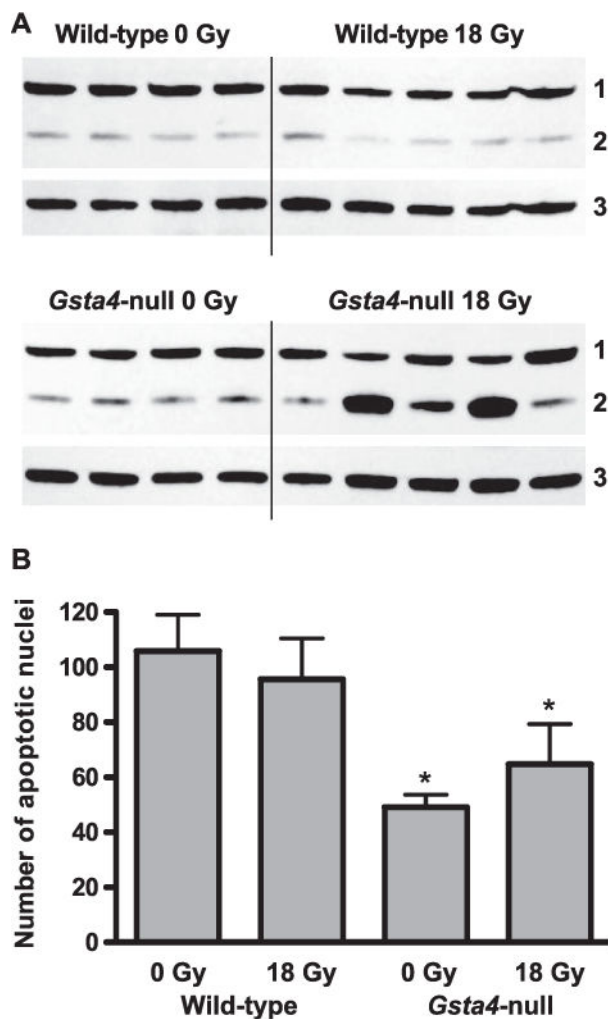 A
Wild-type 0 Gy Wild-type 18 Gy
1
2
3
Gsta4-null 0 Gy Gsta4-null 18 Gy
1
2
3
B
Number of apoptotic nuclei
120
100
80
60
40
20
0
* *
0 Gy 18 Gy 0 Gy 18 Gy
Wild-type Gsta4-null